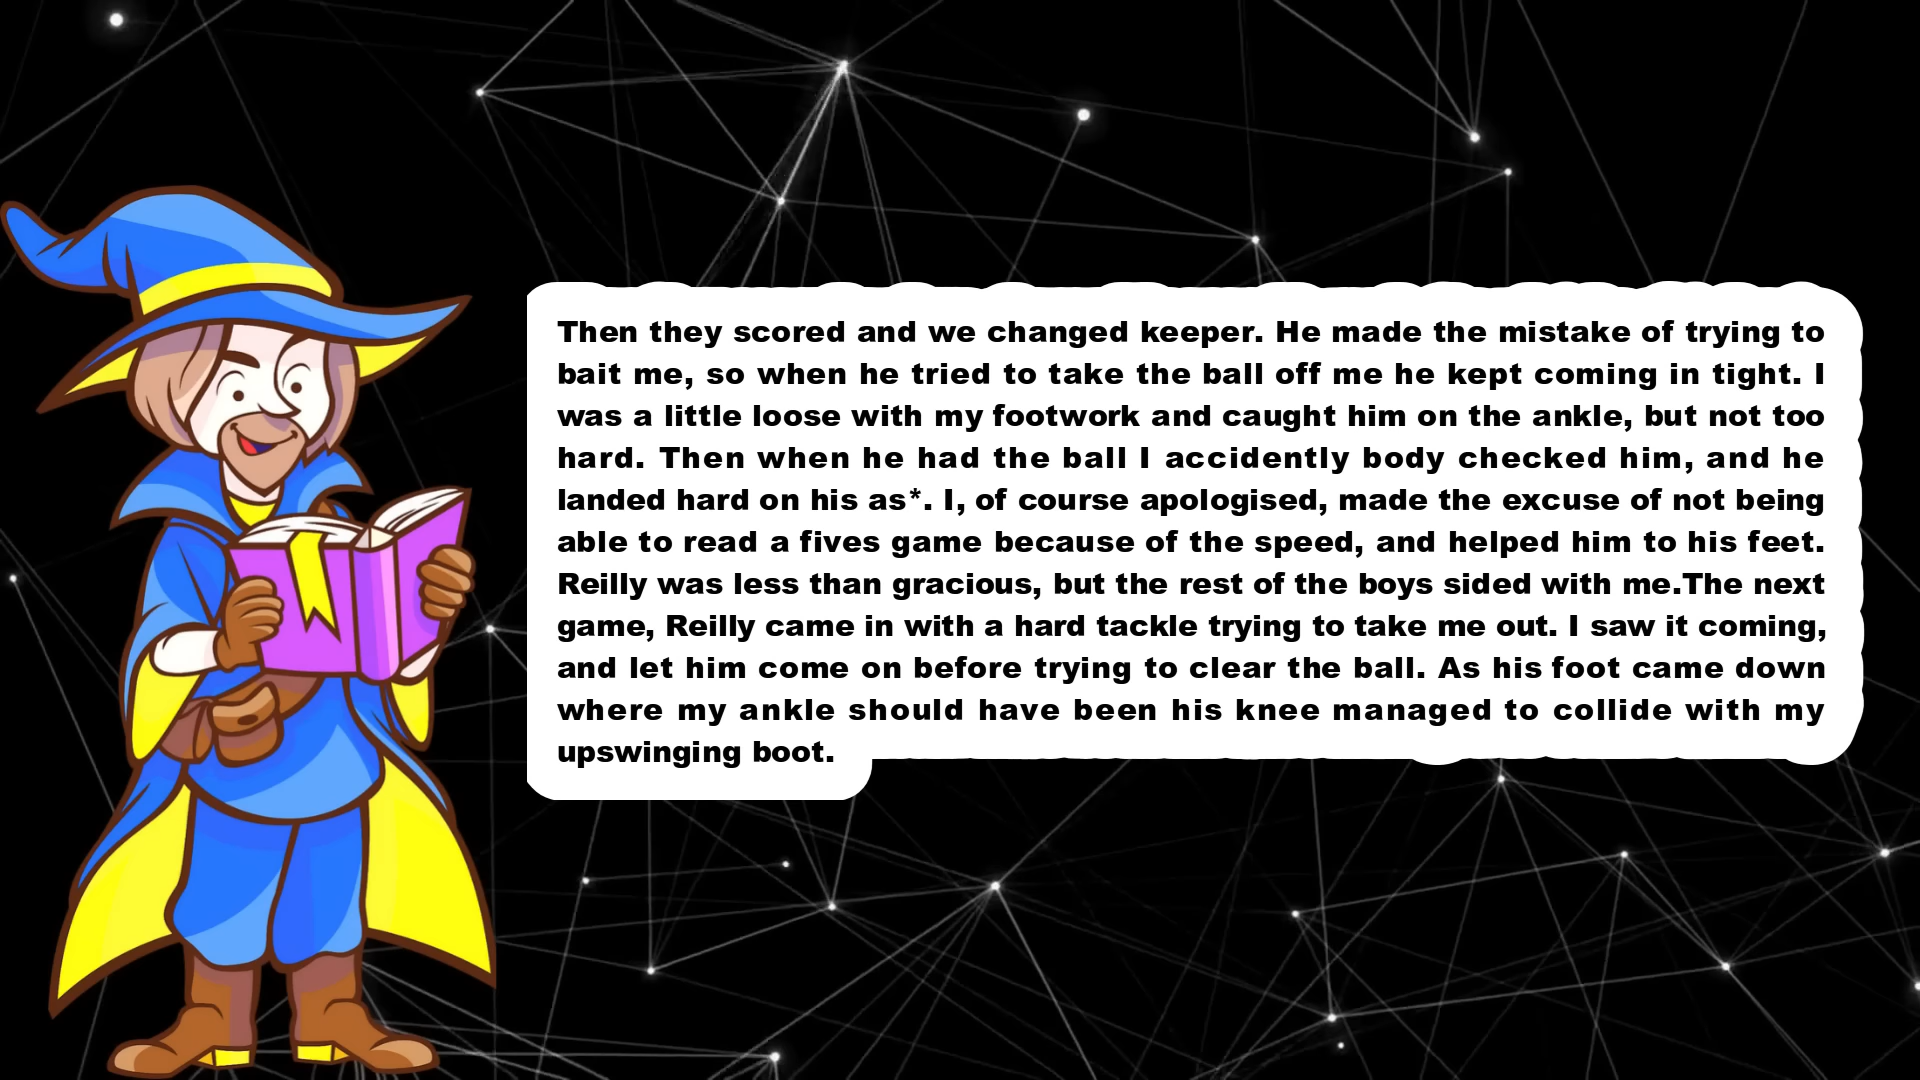 Then they scored and we changed keeper. He made the mistake of trying to
bait me, so when he tried to take the ball off me he kept coming in tight. I
was a little loose with my footwork and caught him on the ankle, but not too
hard. Then when he had the ball I accidently body checked him, and he
landed hard on his as*. I, of course apologised, made the excuse of not being
able to read a fives game because of the speed, and helped him to his feet.
Reilly was less than gracious, but the rest of the boys sided with me.The next
game, Reilly came in with a hard tackle trying to take me out. I saw it coming,
and let him come on before trying to clear the ball. As his foot came down
where my ankle should have been his knee managed to collide with my
upswinging boot.